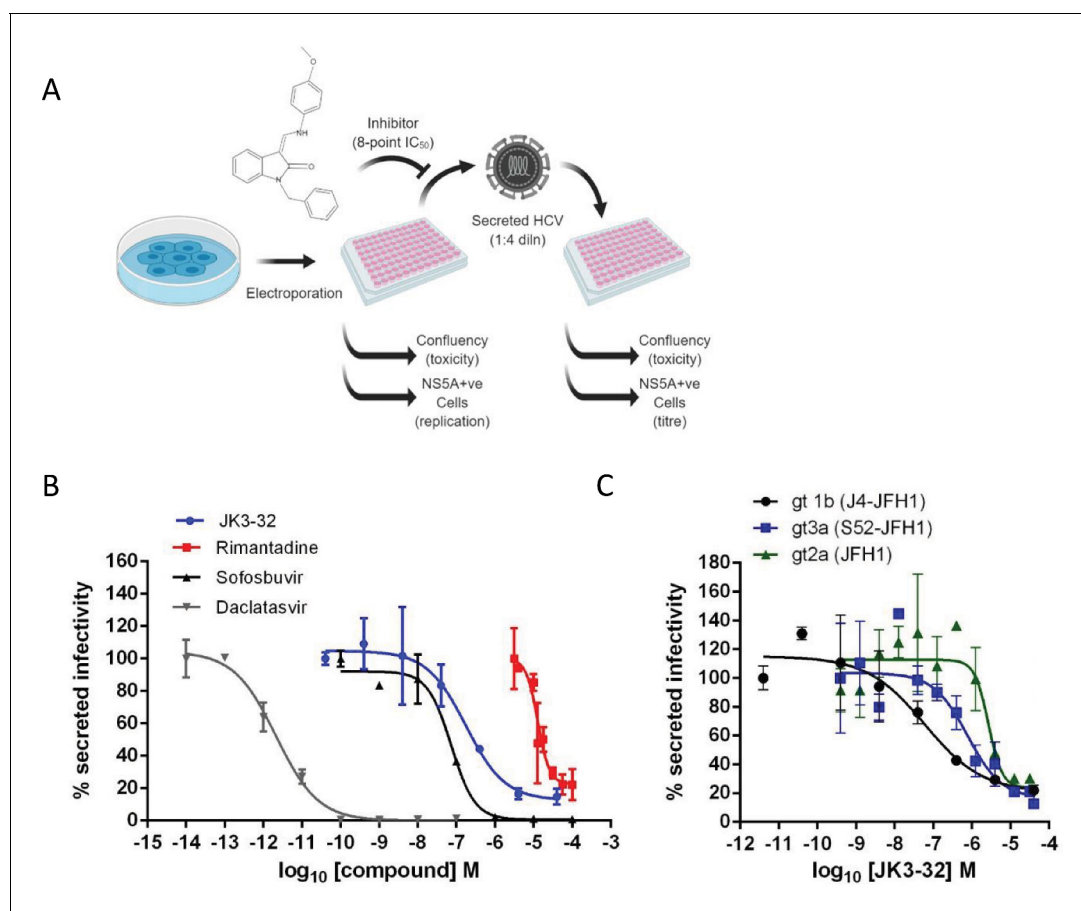 A
Inhibitor
(8-point IC50)
NH
O
O
N
Secreted HCV
(1:4 diln)
Electroporation
Confluency
(toxicity)
NS5A+ve
Cells
(replication)
Confluency
(toxicity)
NS5A+ve
Cells
(titre)
B
JK3-32
Rimantadine
Sofosbuvir
Daclatasvir
% secreted infectivity
160
140
120
100
80
60
40
20
0
-15 -14 -13 -12 -11 -10 -9 -8 -7 -6 -5 -4 -3
log10 [compound] M
C
gt 1b (J4-JFH1)
gt3a (S52-JFH1)
gt2a (JFH1)
% secreted infectivity
180
160
140
120
100
80
60
40
20
0
-12 -11 -10 -9 -8 -7 -6 -5 -4
log10 [JK3-32] M